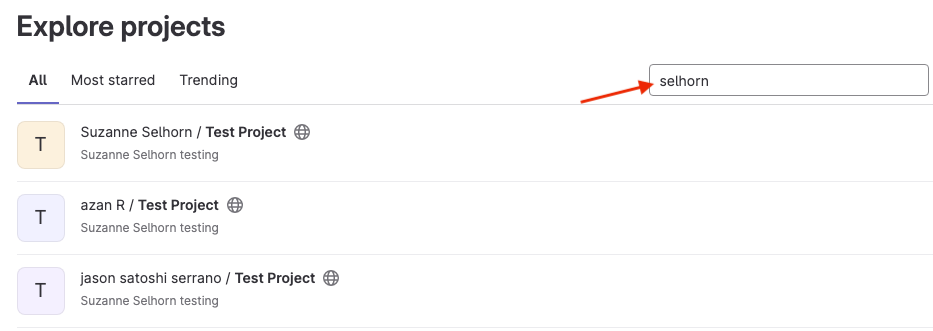 Explore projects
All Most starred Trending
selhorn
T
Suzanne Selhorn / Test Project
Suzanne Selhorn testing
T
azan R / Test Project
Suzanne Selhorn testing
T
jason satoshi serrano / Test Project
Suzanne Selhorn testing